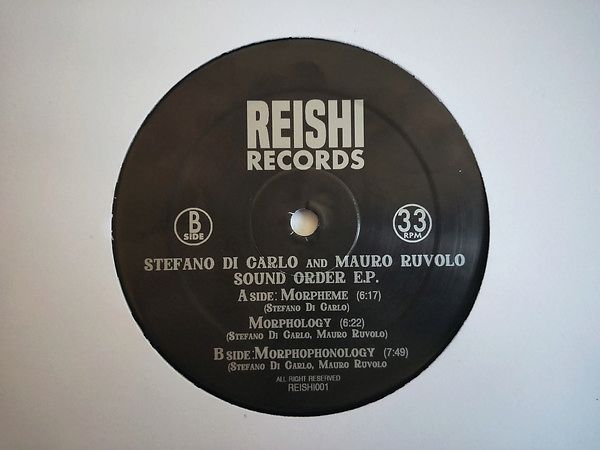 REISHI
RECORDS
B
SIDE
33
RPM
STEFANO DI CARLO AND MAURO RUVOLO
SOUND ORDER E.P.
A SIDE: MORPHEME (6:17)
(STEFANO DI CARLO)
MORPHOLOGY (6:22)
(STEFANO DI CARLO, MAURO RUVOLO)
B SIDE:MORPHOPHONOLOGY (7:49)
(STEFANO DI CARLO, MAURO RUVOLO
ALL RIGHT RESERVED
REISHI001